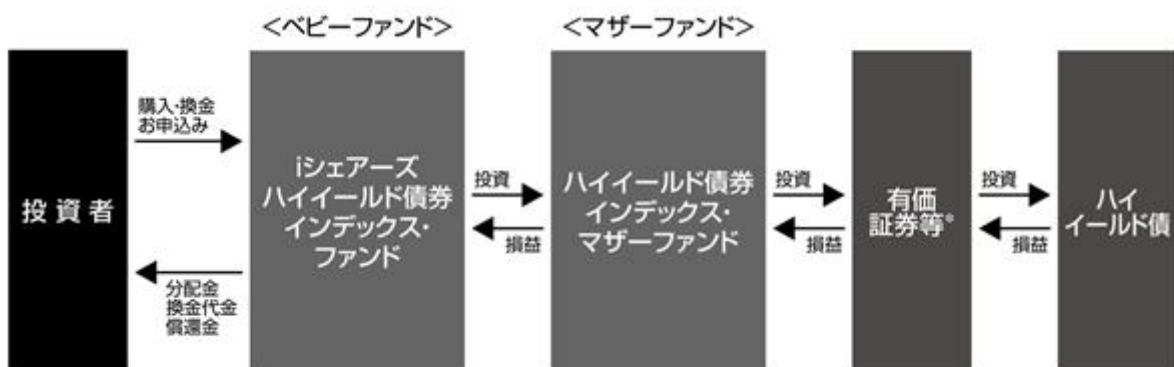 <ベビーファンド>
<マザーファンド>
投資者
購入・換金
お申込み
分配金
換金代金
償還金
iシェアーズ
ハイイールド債券
インデックス・
ファンド
投資
損益
ハイイールド債券
インデックス・
マザーファンド
投資
損益
有価
証券等※
投資
損益
ハイ
イールド債